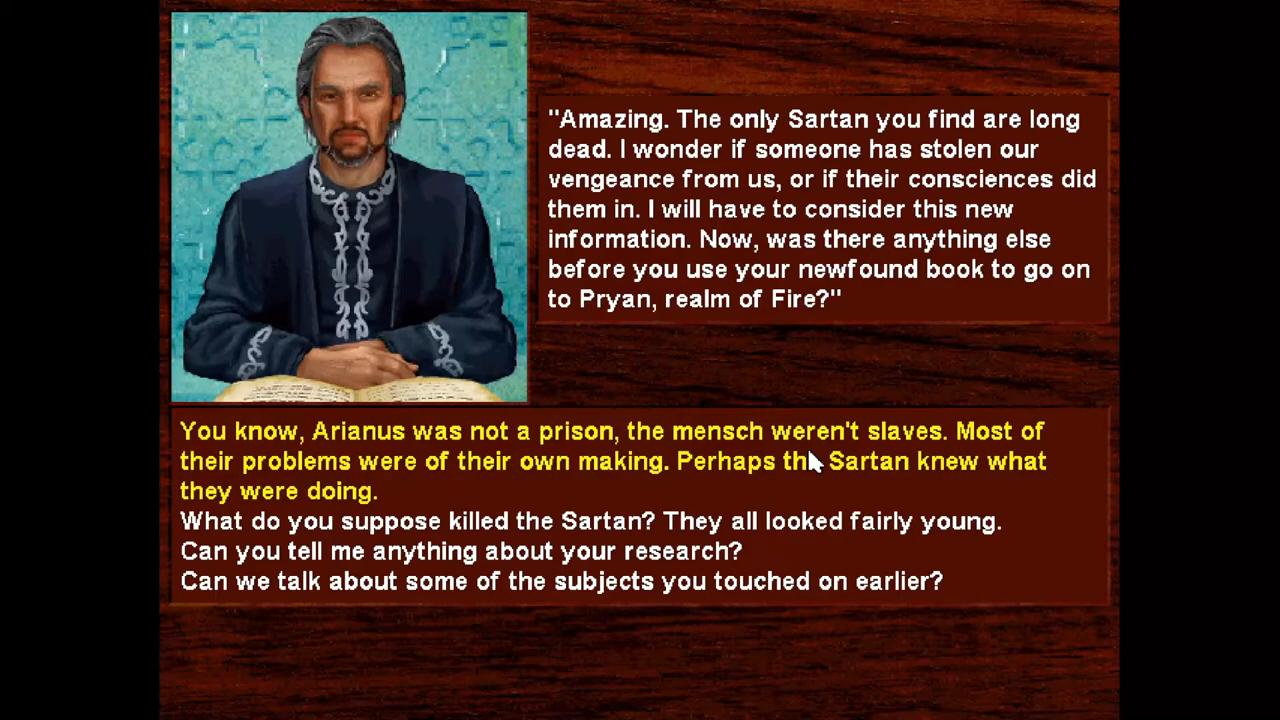 "Amazing. The only Sartan you find are long
dead. I wonder if someone has stolen our
vengeance from us, or if their consciences did
them in. I will have to consider this new
information. Now, was there anything else
before you use your newfound book to go on
to Pryan, realm of Fire?"
You know, Arianus was not a prison, the mensch weren't slaves. Most of
their problems were of their own making. Perhaps the Sartan knew what
they were doing.
What do you suppose killed the Sartan? They all looked fairly young.
Can you tell me anything about your research?
Can we talk about some of the subjects you touched on earlier?